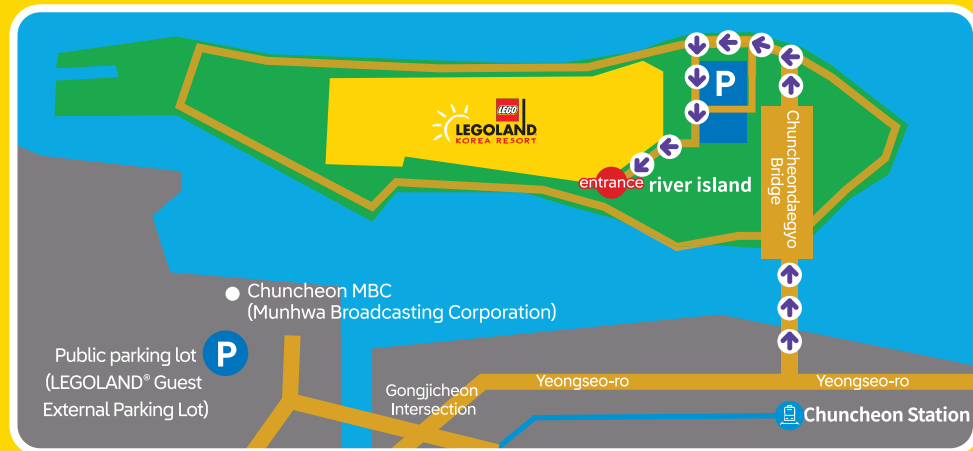 P
LEGO
LEGOLAND
KOREA RESORT
entrance
river island
Chuncheondaegyo
Bridge
Chuncheon MBC
(Munhwa Broadcasting Corporation)
Public parking lot
(LEGOLAND® Guest
External Parking Lot)
P
Gongjicheon
Intersection
Yeongseo-ro
Yeongseo-ro
Chuncheon Station